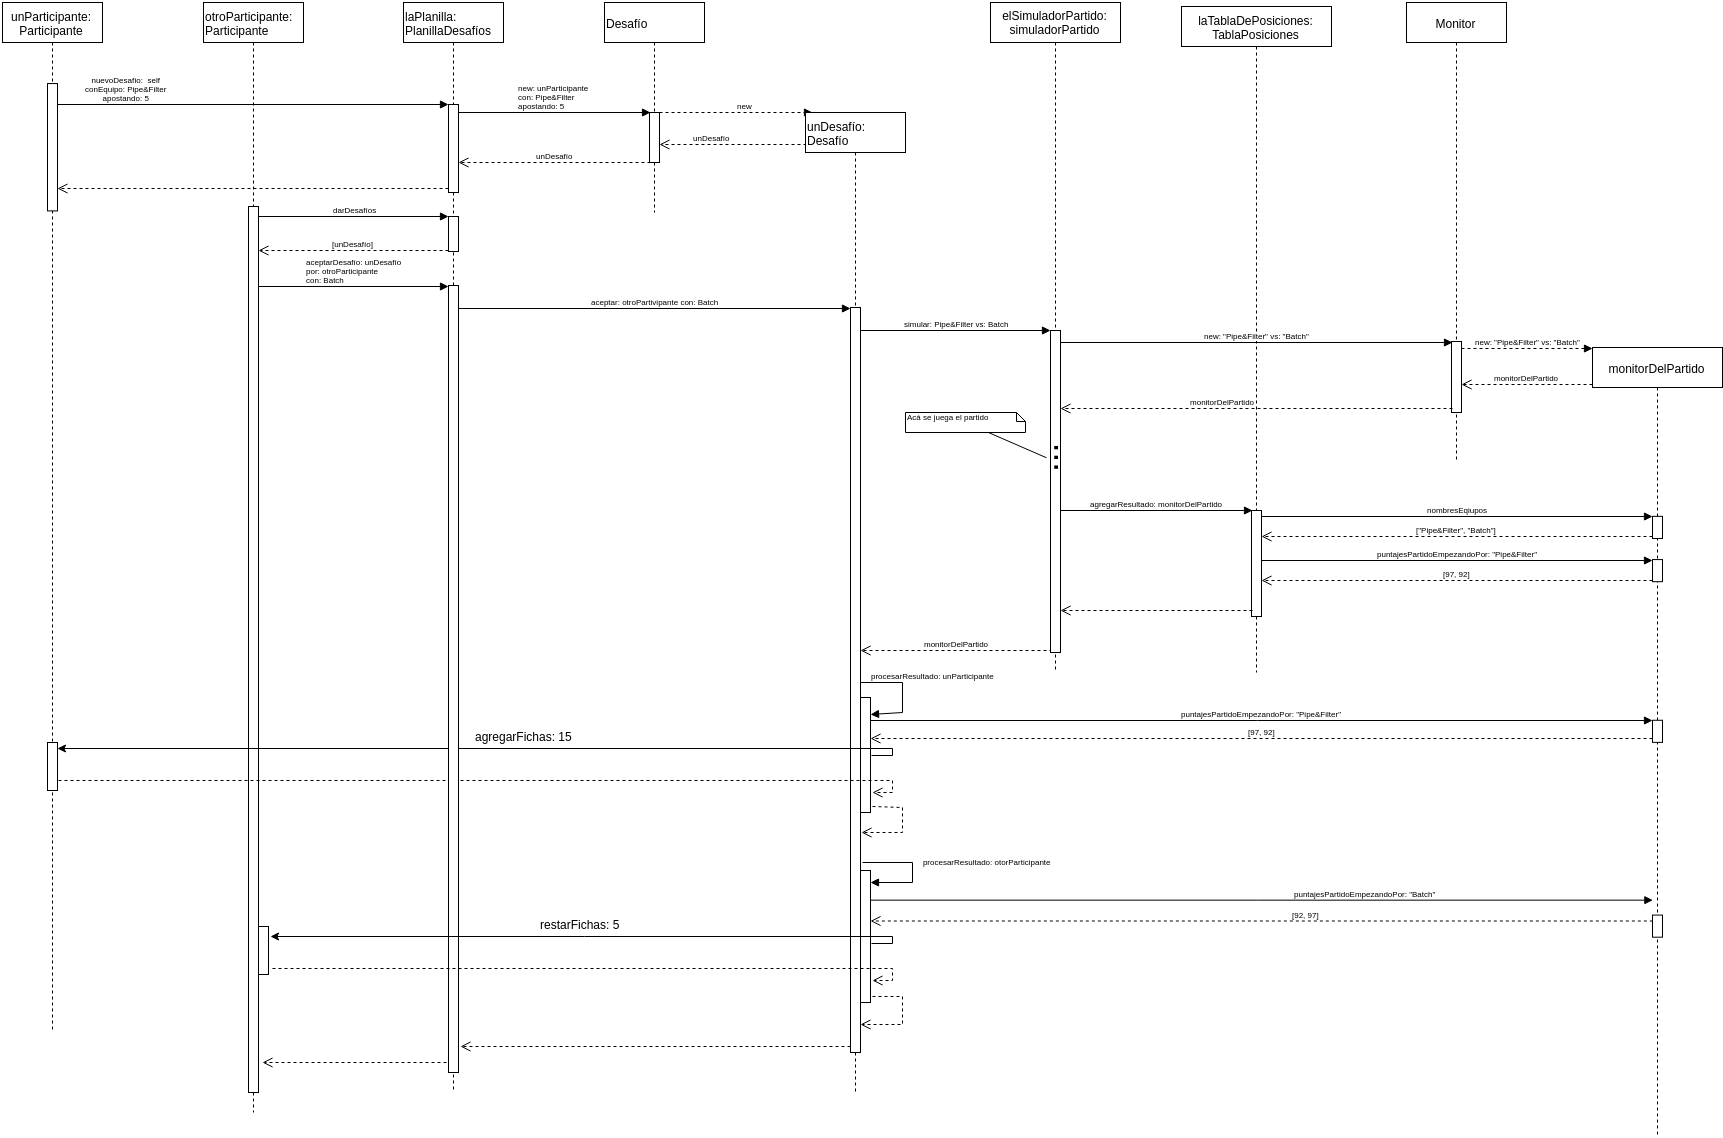 unParticipante:
Participante
otroParticipante:
Participante
laPlanilla:
PlanillaDesafíos
Desafío
elSimuladorPartido:
simuladorPartido
laTablaDePosiciones:
TablaPosiciones
Monitor
nuevoDesafio:  self
conEquipo: Pipe&Filter
apostando: 5
new: unParticipante
con: Pipe&Filter
apostando: 5
new
unDesafío:
Desafío
unDesafío
unDesafío
darDesafíos
[unDesafío]
aceptarDesafío: unDesafío
por: otroParticipante
con: Batch
aceptar: otroPartivipante con: Batch
simular: Pipe&Filter vs: Batch
new: "Pipe&Filter" vs: "Batch"
new: "Pipe&Filter" vs: "Batch"
monitorDelPartido
monitorDelPartido
monitorDelPartido
Acá se juega el partido
agregarResultado: monitorDelPartido
nombresEqiupos
["Pipe&Filter", "Batch"]
puntajesPartidoEmpezandoPor: "Pipe&Filter"
[97, 92]
monitorDelPartido
procesarResultado: unParticipante
puntajesPartidoEmpezandoPor: "Pipe&Filter"
[97, 92]
agregarFichas: 15
procesarResultado: otorParticipante
puntajesPartidoEmpezandoPor: "Batch"
[92, 97]
restarFichas: 5